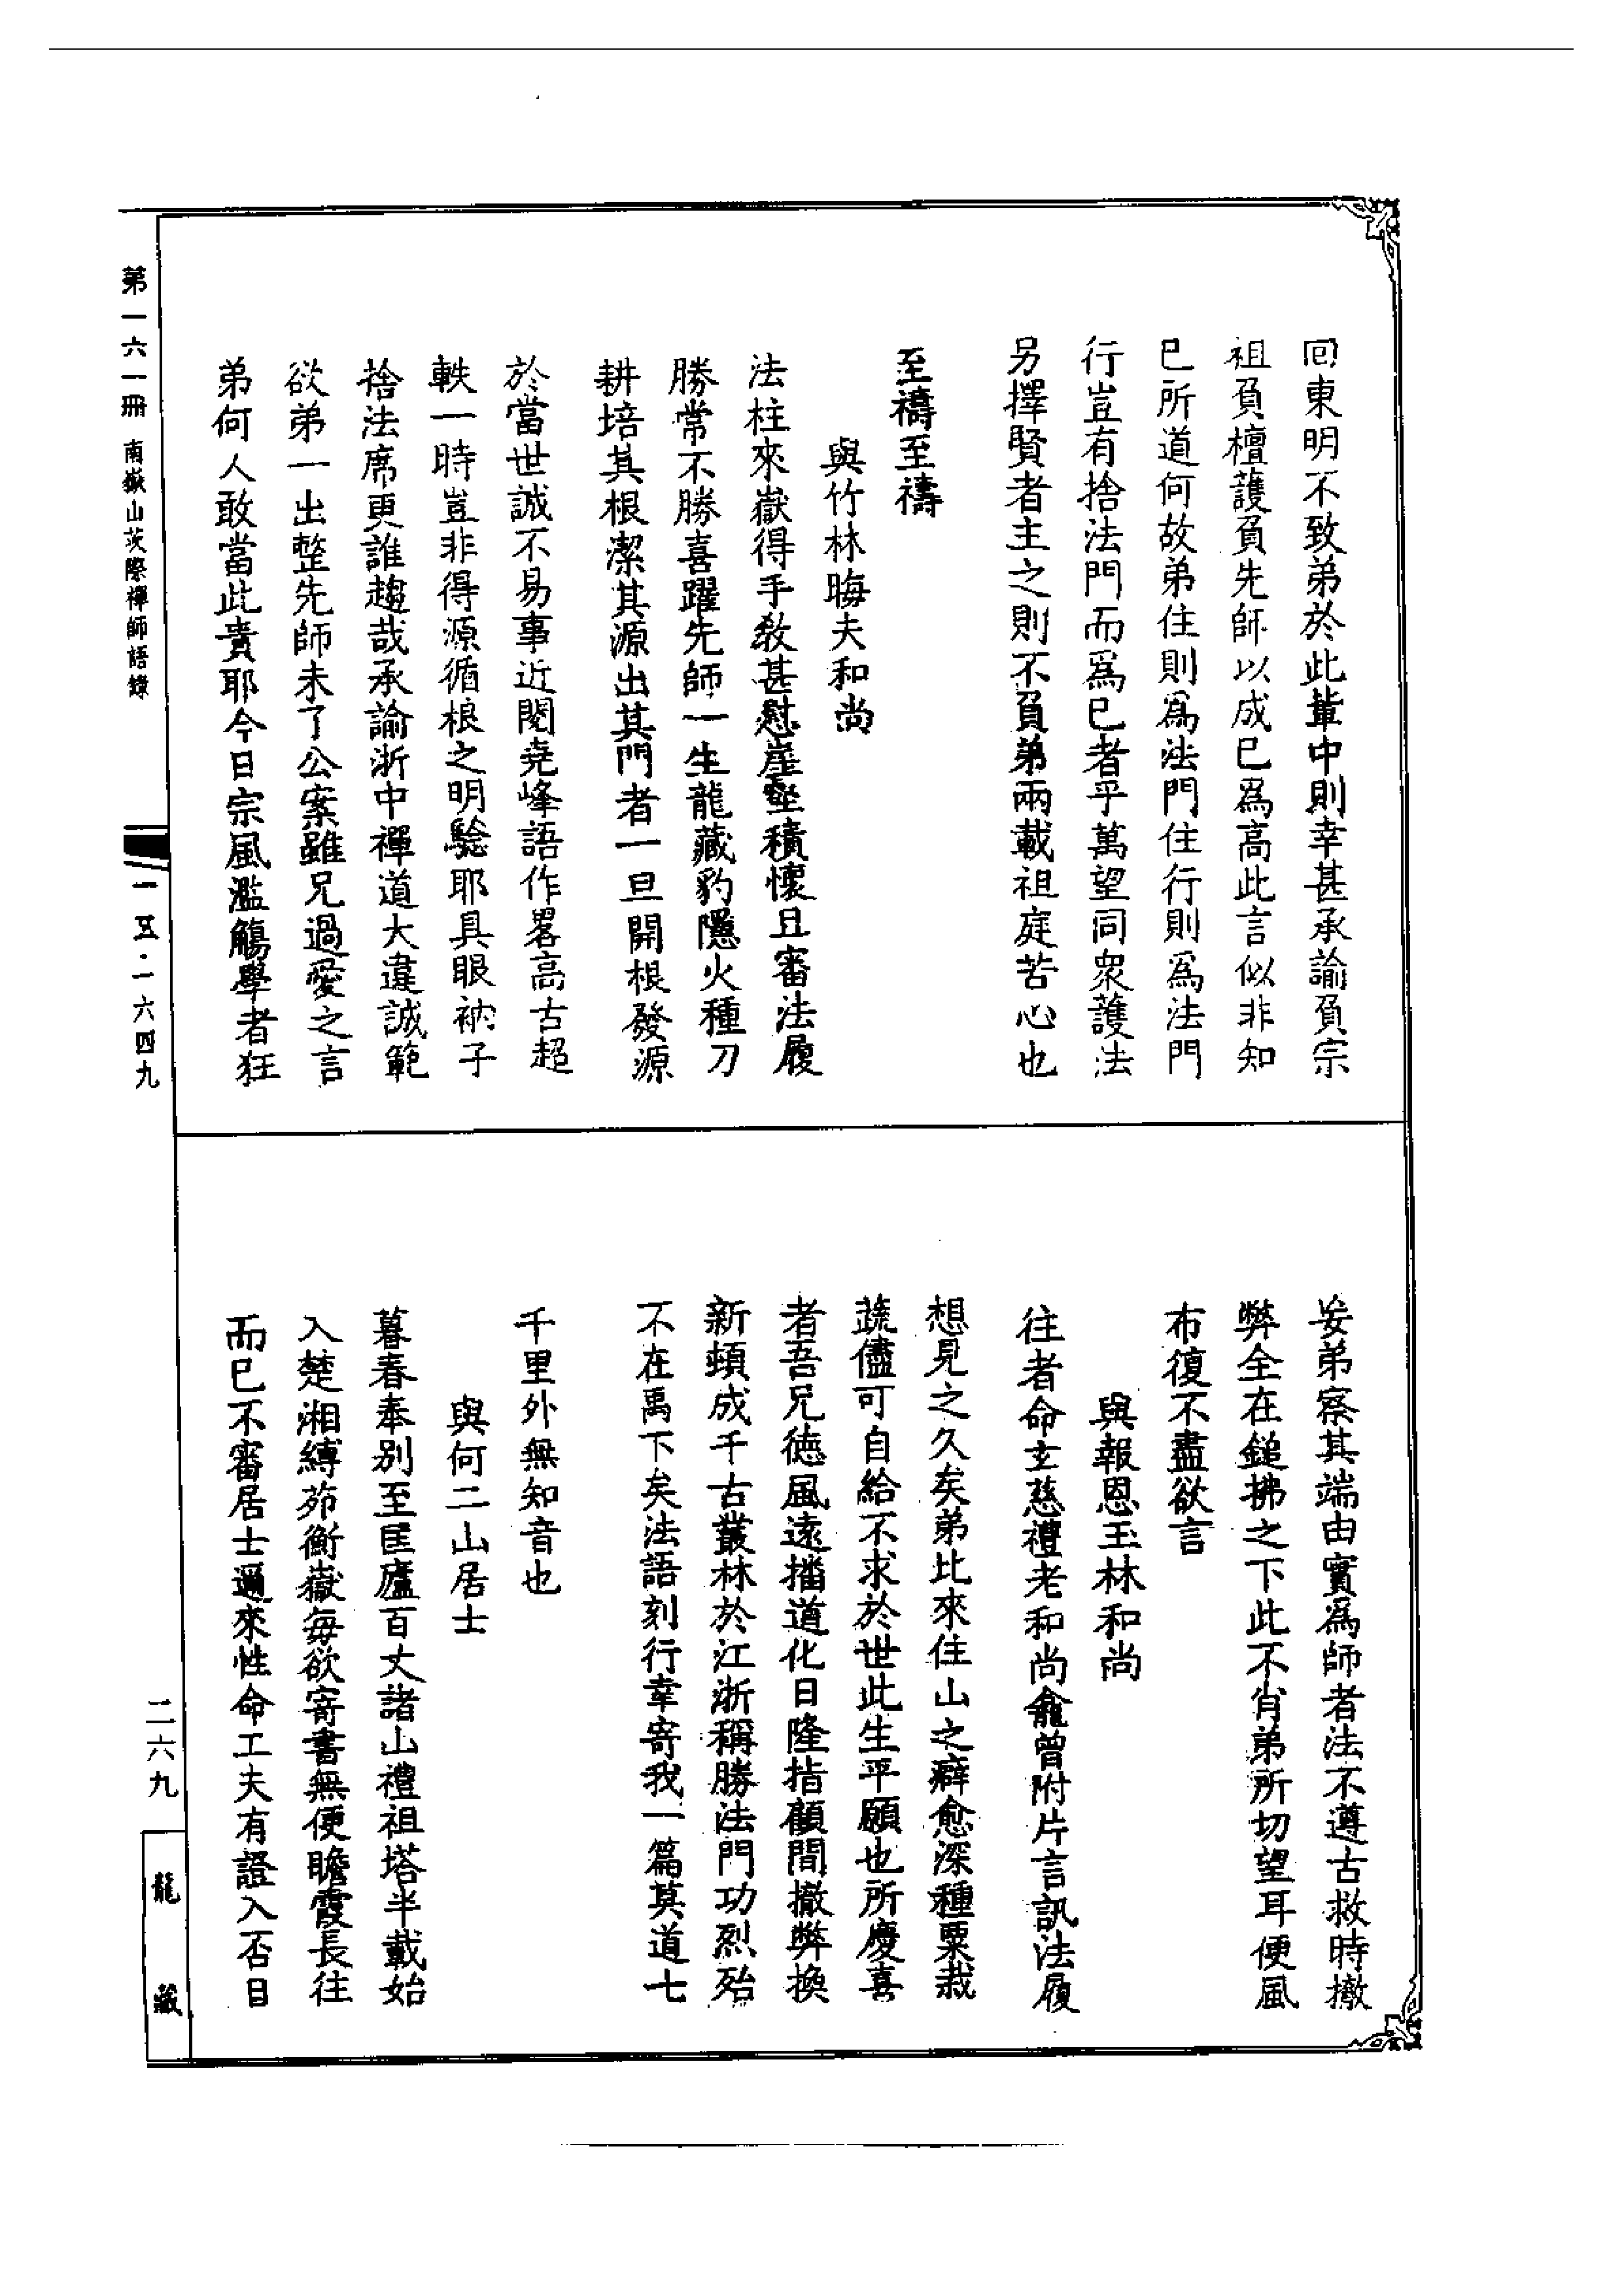 回東明不致弟於此輩中則幸甚承諭負宗
祖負檀護負先師以成已爲高此言似非知
已所道何故弟住則爲法門住行則爲法門
行豈有捨法門而爲已者乎萬望同衆護法
另擇賢者主之則不負弟兩載祖庭苦心也
至禱至禱
與竹林晦夫和尚
法柱來嶽得手敎甚慰崖壑積懷且審法履
勝常不勝喜躍先師一生龍藏豹隱火種刀
耕培其根潔其源出其門者一旦開根發源
於當世誠不易事近閱堯峰語作畧高古超
軼一時豈非得源循根之明驗耶具眼衲子
捨法席更誰趨哉承諭浙中禪道大違誠範
欲弟一出整先師未了公案雖兄過愛之言
弟何人敢當此責耶今日宗風濫觴學者狂
妄弟察其端由實爲師者法不遵古救時撤
弊全在鎚拂之下此不肖弟所切望耳便風
布復不盡欲言
與報恩玉林和尚
往者命玄慈禮老和尚龕曾附片言訊法履
想見之久矣弟比來住山之癖愈深種粟栽
蔬儘可自給不求於世此生平願也所慶喜
者吾兄德風遠播道化日隆指顧間撤弊換
新頓成千古叢林於江浙稱勝法門功烈殆
不在禹下矣法語刻行幸寄我一篇莫道七
千里外無知音也
與何二山居士
暮春奉別至匡廬百丈諸山禮祖塔半載始
入楚湘縛茆衡嶽每欲寄書無便瞻霞長往
而已不審居士邇來性命工夫有證入否日
第一六一冊 南嶽山茨際禪師語錄
一五·一六四九
二六九
龍藏